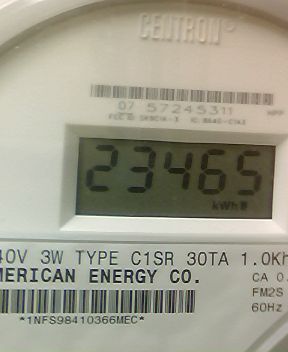 CENTRON®
07 57245311
23465
kWh
40V 3W TYPE C1SR 30TA 1.0Kh
MERICAN ENERGY CO.
CA 0.
FM2S
60Hz
*1NFS98410366MEC*